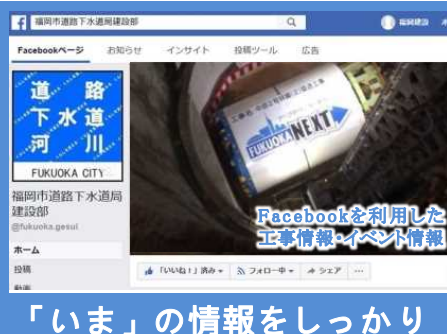 福岡市道路下水道局建設部
福岡建設
Facebookページ
お知らせ
インサイト
投稿ツール
広告
道路
下水道
河川
FUKUOKA CITY
福岡市道路下水道局
建設部
@fukuoka.gesui
ホーム
投稿
動画
FUKUOKA NEXT
Facebookを利用した
工事情報・イベント情報
「いいね！」済み
フォロー中
シェア
「いま」の情報をしっかり